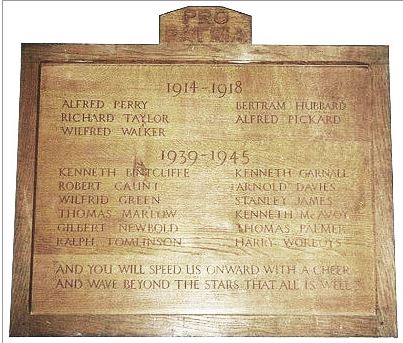 PRO
PATRIA
1914-1918
ALFRED PERRY BERTRAM HUBBARD
RICHARD TAYLOR ALFRED PICKARD
WILFRED WALKER
1939-1945
KENNETH BINTCLIFFE KENNETH GARNALL
ROBERT CAUNT ARNOLD DAVIES
WILFRID GREEN STANLEY JAMES
THOMAS MARLOW KENNETH McAVOY
GILBERT NEWBOLD THOMAS PALMER
RALPH TOMLINSON HARRY WORBOYS
AND YOU WILL SPEED US ONWARD WITH A CHEER
AND WAVE BEYOND THE STARS THAT ALL IS WELL